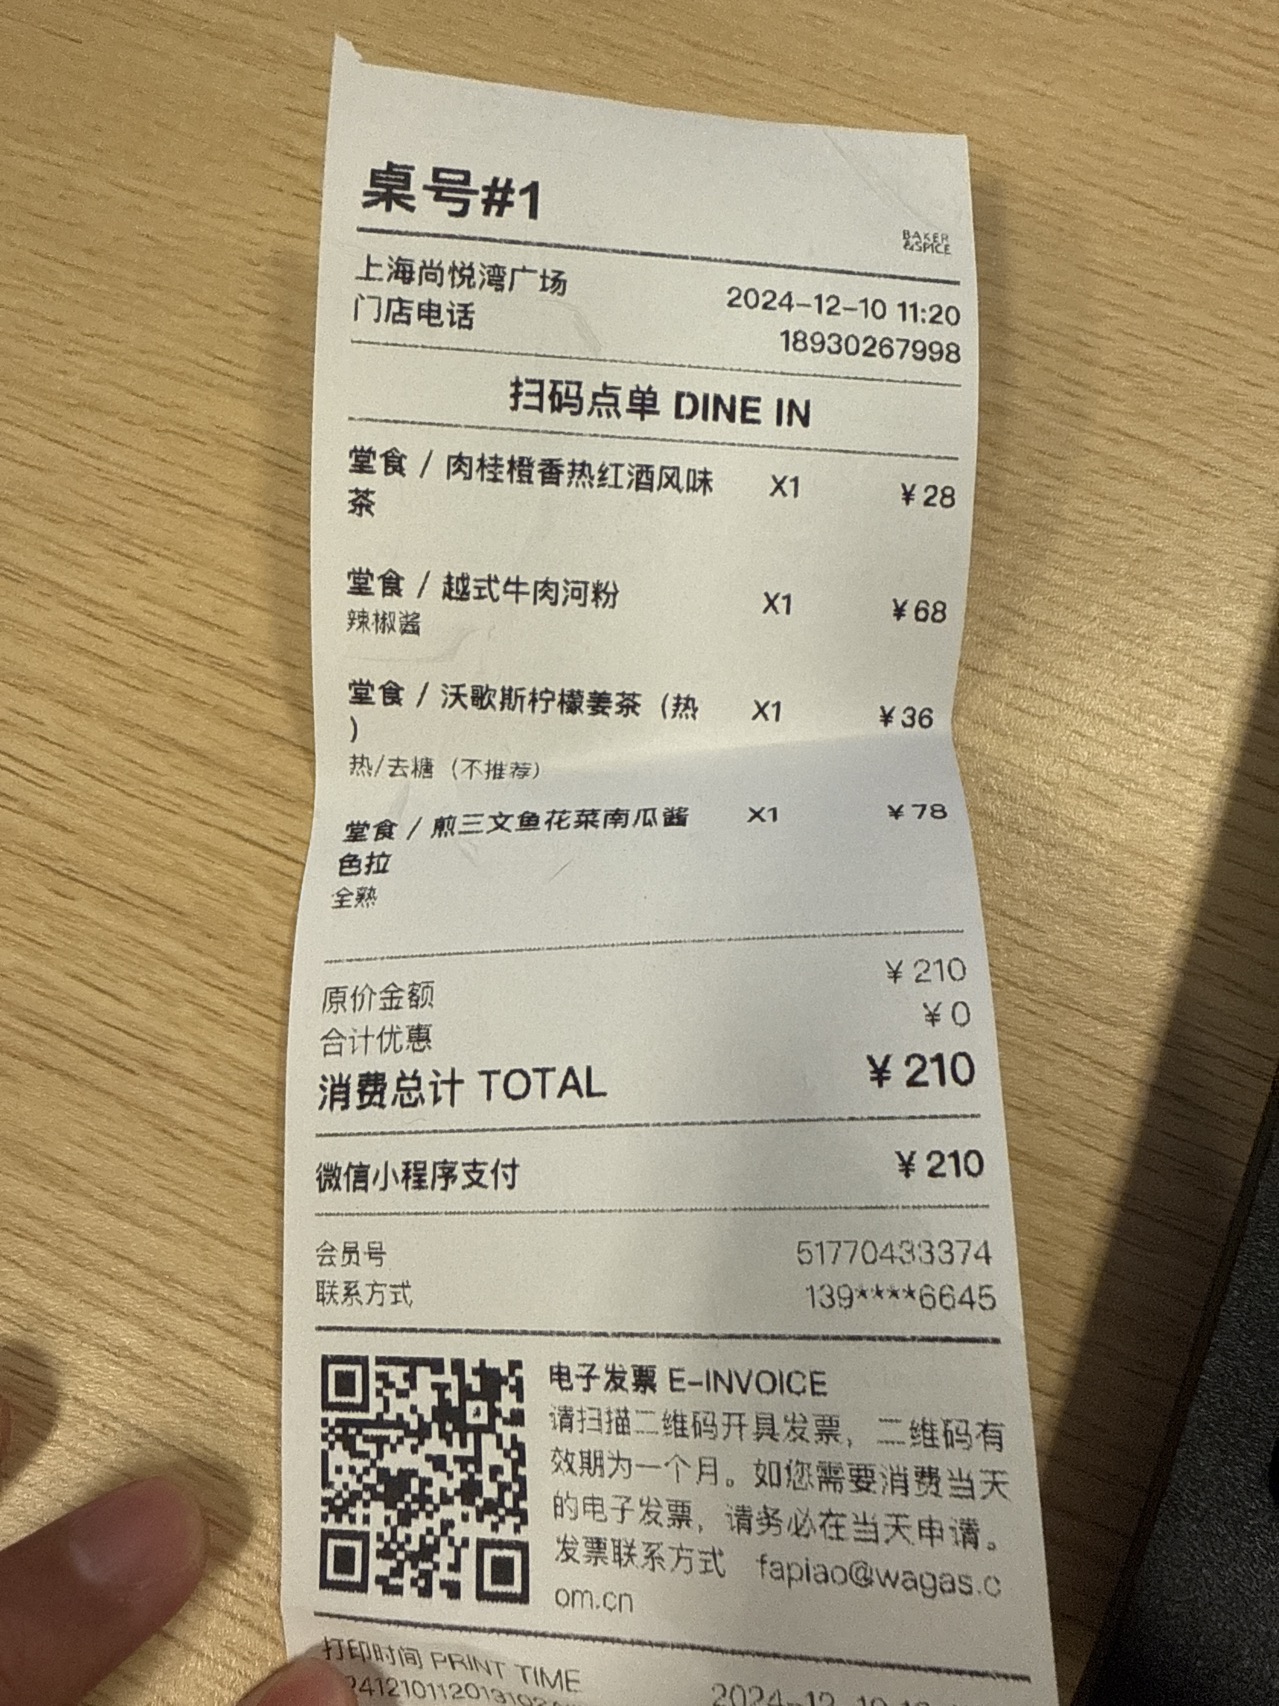 桌号#1
BAKER
&SPICE
上海尚悦湾广场 2024-12-10 11:20
门店电话 18930267998
扫码点单 DINE IN
堂食 / 肉桂橙香热红酒风味 X1 ¥28
茶
堂食 / 越式牛肉河粉 X1 ¥68
辣椒酱
堂食 / 沃歌斯柠檬姜茶（热 X1 ¥36
）
热/去糖（不推荐）
堂食 / 煎三文鱼花菜南瓜酱 X1 ¥78
色拉
全熟
原价金额 ¥210
合计优惠 ¥0
消费总计 TOTAL ¥210
微信小程序支付 ¥210
会员号 51770433374
联系方式 139****6645
电子发票 E-INVOICE
请扫描二维码开具发票，二维码有
效期为一个月。如您需要消费当天
的电子发票，请务必在当天申请。
发票联系方式 fapiao@wagas.c
om.cn
打印时间 PRINT TIME
2024-12-10